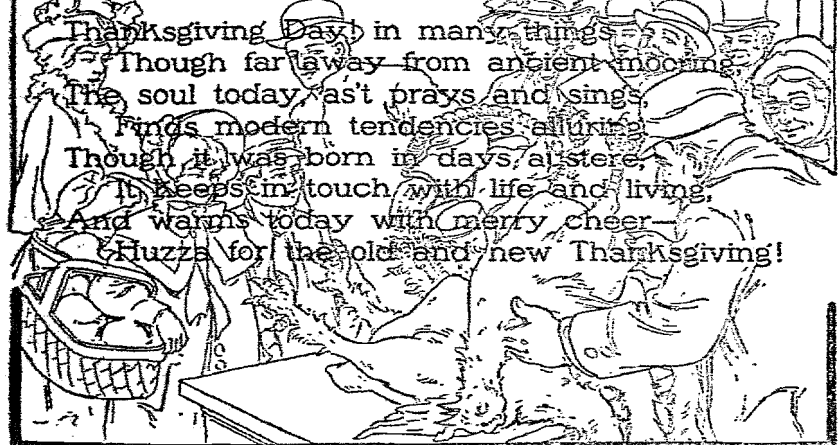 Thanksgiving Day! in many things
Though far away from ancient mooring,
The soul today, as't prays and sings,
Finds modern tendencies alluring.
Though it was born in days austere,
It keeps in touch with life and living,
And warms today with merry cheer—
Huzza for the old and new Thanksgiving!